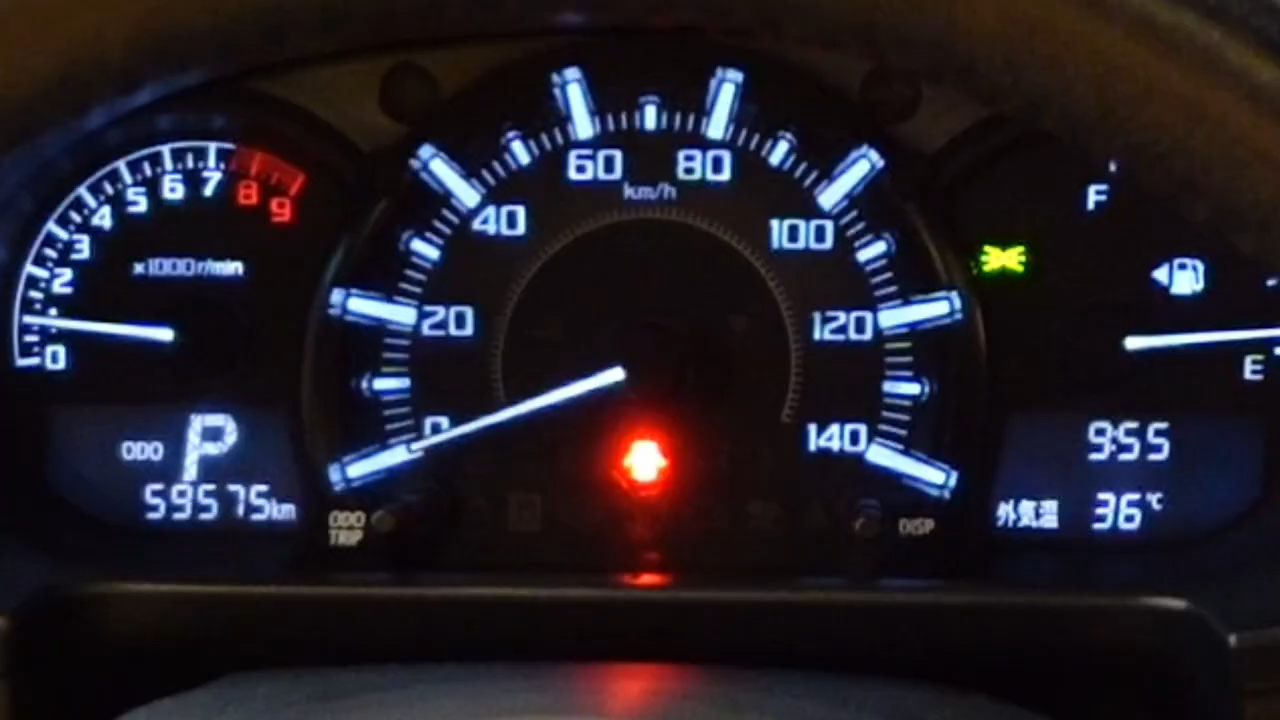 0 1 2 3 4 5 6 7 8 9
×1000 r/min
0 20 40 60 80 100 120 140
km/h
F
E
ODO P
59575km
ODO
TRIP
DISP
9:55
外気温 36℃